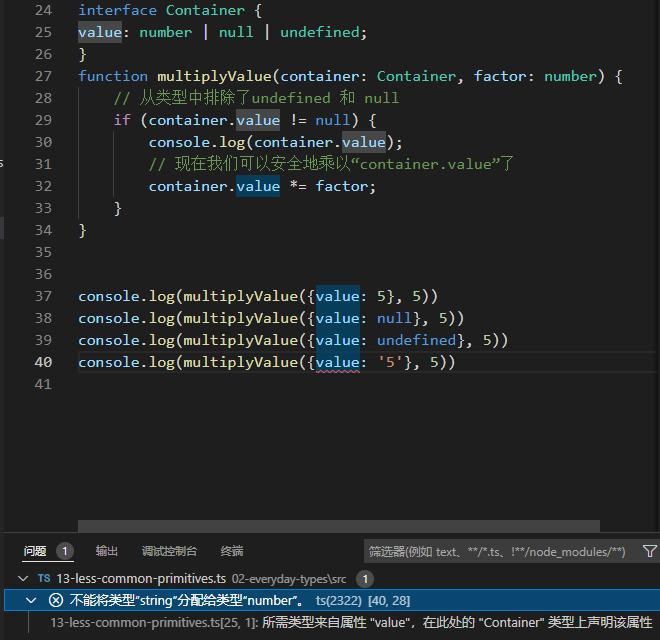 24 interface Container {
25 value: number | null | undefined;
26 }
27 function multiplyValue(container: Container, factor: number) {
28 // 从类型中排除了undefined 和 null
29 if (container.value != null) {
30 console.log(container.value);
31 // 现在我们可以安全地乘以“container.value”了
32 container.value *= factor;
33 }
34 }
35
36
37 console.log(multiplyValue({value: 5}, 5))
38 console.log(multiplyValue({value: null}, 5))
39 console.log(multiplyValue({value: undefined}, 5))
40 console.log(multiplyValue({value: '5'}, 5))
41
问题 1 输出 调试控制台 终端 筛选器(例如 text、**/*.ts、!**/node_modules/**)
TS 13-less-common-primitives.ts 02-everyday-types\src 1
不能将类型“string”分配给类型“number”。 ts(2322) [40, 28]
13-less-common-primitives.ts[25, 1]: 所需类型来自属性 "value"，在此处的 "Container" 类型上声明该属性